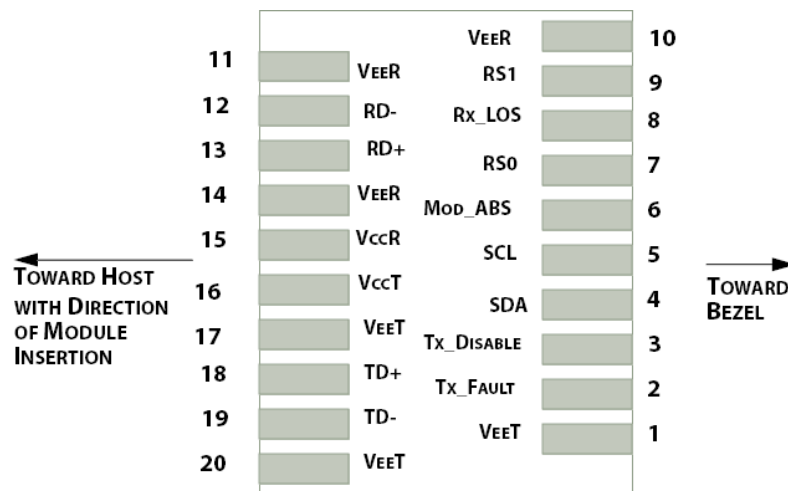 VEER 10
11 VEER
RS1 9
12 RD-
Rx_LOS 8
13 RD+
RS0 7
14 VEER
MOD_ABS 6
15 VCCR
SCL 5
16 VCCT
SDA 4
17 VEET
TX_DISABLE 3
18 TD+
TX_FAULT 2
19 TD-
VEET 1
20 VEET
TOWARD HOST
WITH DIRECTION
OF MODULE
INSERTION
TOWARD
BEZEL